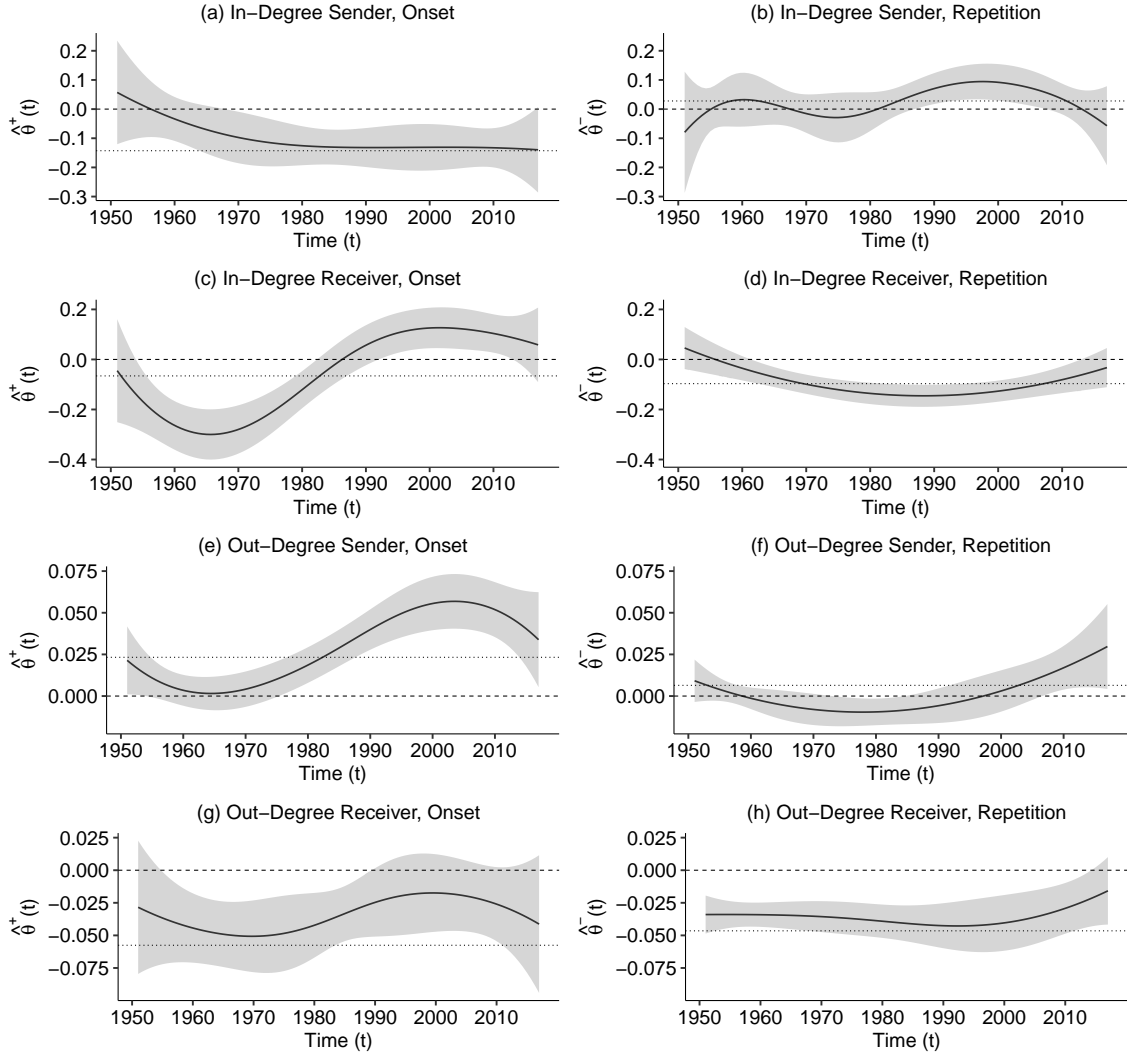 (a) In−Degree Sender, Onset
θ̂⁺(t)
0.2
0.1
0.0
−0.1
−0.2
−0.3
1950 1960 1970 1980 1990 2000 2010
Time (t)
(b) In−Degree Sender, Repetition
θ̂⁻(t)
0.2
0.1
0.0
−0.1
−0.2
−0.3
1950 1960 1970 1980 1990 2000 2010
Time (t)
(c) In−Degree Receiver, Onset
θ̂⁺(t)
0.2
0.0
−0.2
−0.4
1950 1960 1970 1980 1990 2000 2010
Time (t)
(d) In−Degree Receiver, Repetition
θ̂⁻(t)
0.2
0.0
−0.2
−0.4
1950 1960 1970 1980 1990 2000 2010
Time (t)
(e) Out−Degree Sender, Onset
θ̂⁺(t)
0.075
0.050
0.025
0.000
1950 1960 1970 1980 1990 2000 2010
Time (t)
(f) Out−Degree Sender, Repetition
θ̂⁻(t)
0.075
0.050
0.025
0.000
1950 1960 1970 1980 1990 2000 2010
Time (t)
(g) Out−Degree Receiver, Onset
θ̂⁺(t)
0.025
0.000
−0.025
−0.050
−0.075
1950 1960 1970 1980 1990 2000 2010
Time (t)
(h) Out−Degree Receiver, Repetition
θ̂⁻(t)
0.025
0.000
−0.025
−0.050
−0.075
1950 1960 1970 1980 1990 2000 2010
Time (t)